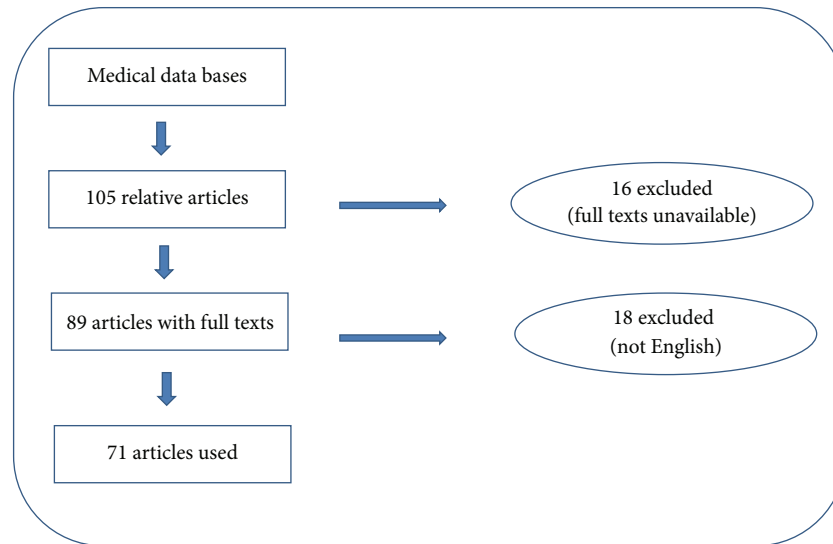 Medical data bases
105 relative articles
16 excluded
(full texts unavailable)
89 articles with full texts
18 excluded
(not English)
71 articles used